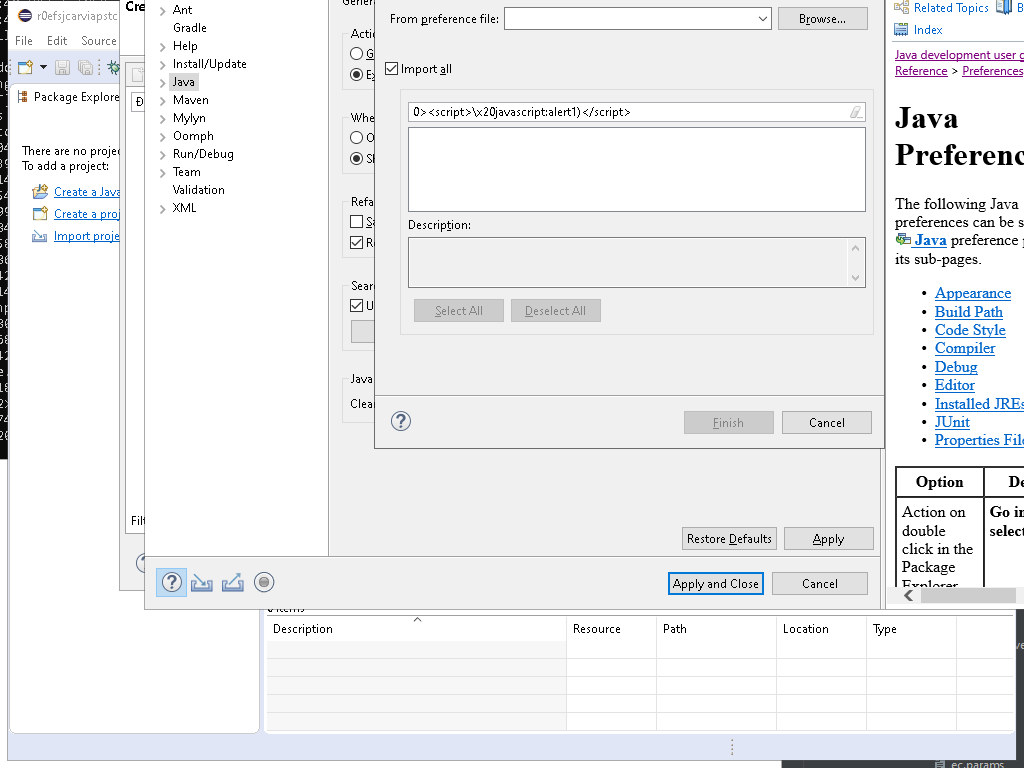 r0efsjcarviapstc
File Edit Source
Package Explore
There are no proje
To add a project:
Create a Java
Create a proj
Import proje
Cre
Filt
Ant
Gradle
Help
Install/Update
Java
Maven
Mylyn
Oomph
Run/Debug
Team
Validation
XML
Genera
Actio
G
Whe
O
Refa
Sa
Re
Sear
U
Java
Clea
From preference file:
Browse...
Import all
0><script>\x20javascript:alert1)</script>
Description:
Select All Deselect All
Finish Cancel
Restore Defaults Apply
Apply and Close Cancel
Related Topics B
Index
Java development user g
Reference > Preferences
Java
Preferenc
The following Java
preferences can be s
Java preference p
its sub-pages.
• Appearance
• Build Path
• Code Style
• Compiler
• Debug
• Editor
• Installed JREs
• JUnit
• Properties File
Option De
Action on
double
click in the
Package
Explorer
Go in
select
0 items
Description Resource Path Location Type
ec.params